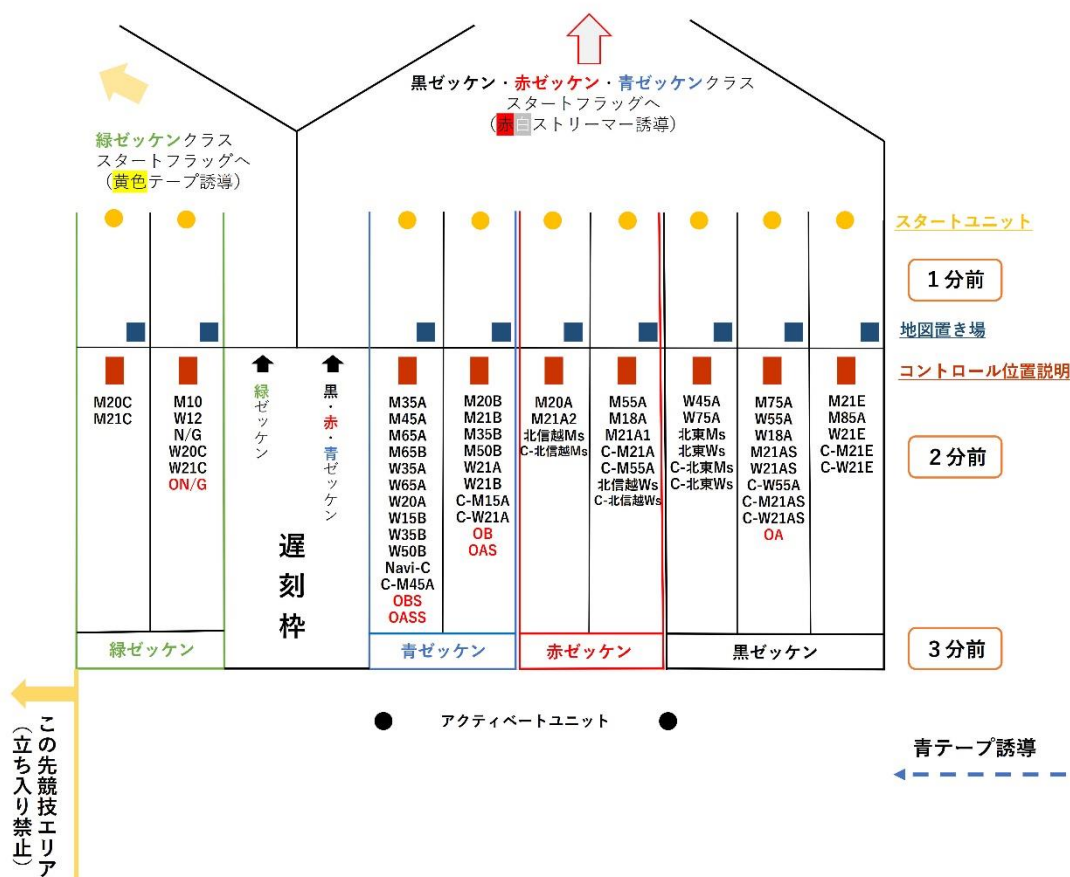 黒ゼッケン・赤ゼッケン・青ゼッケンクラス
スタートフラッグへ
（赤白ストリーマー誘導）
緑ゼッケンクラス
スタートフラッグへ
（黄色テープ誘導）
スタートユニット
1分前
地図置き場
コントロール位置説明
M20C
M21C
M10
W12
N/G
W20C
W21C
ON/G
緑ゼッケン
黒・赤・青ゼッケン
遅刻枠
M35A
M45A
M65A
M65B
W35A
W65A
W20A
W15B
W35B
W50B
Navi-C
C-M45A
OBS
OASS
M20B
M21B
M35B
M50B
W21A
W21B
C-M15A
C-W21A
OB
OAS
M20A
M21A2
北信越Ms
C-北信越Ms
M55A
M18A
M21A1
C-M21A
C-M55A
北信越Ws
C-北信越Ws
W45A
W75A
北東Ms
北東Ws
C-北東Ms
C-北東Ws
M75A
W55A
W18A
M21AS
W21AS
C-W55A
C-M21AS
C-W21AS
OA
M21E
M85A
W21E
C-M21E
C-W21E
2分前
緑ゼッケン
青ゼッケン
赤ゼッケン
黒ゼッケン
3分前
アクティベートユニット
青テープ誘導
この先競技エリア
（立ち入り禁止）